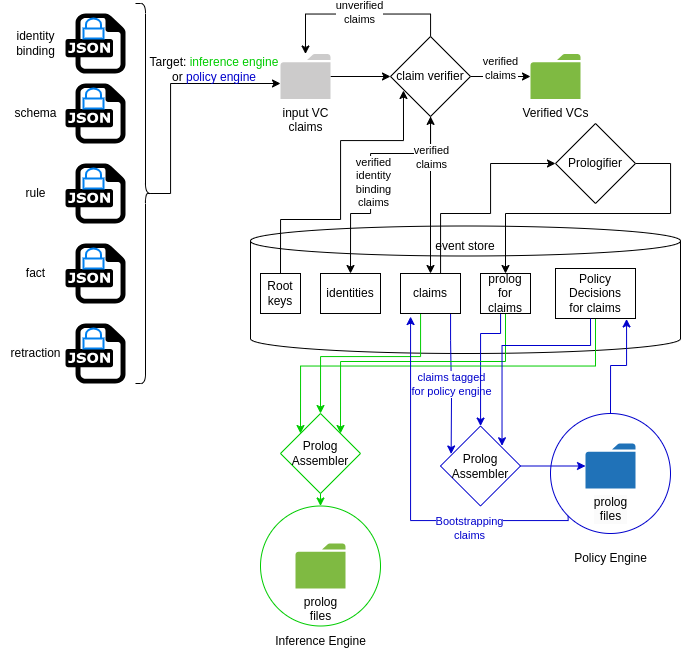 unverified
claims
identity
binding
JSON
Target: inference engine
or policy engine
claim verifier
verified
claims
input VC
claims
Verified VCs
schema
JSON
verified
identity
binding
claims
verified
claims
Prologifier
rule
JSON
event store
fact
JSON
Root
keys
identities
claims
prolog
for
claims
Policy
Decisions
for claims
retraction
JSON
claims tagged
for policy engine
Prolog
Assembler
Prolog
Assembler
prolog
files
Bootstrapping
claims
Policy Engine
prolog
files
Inference Engine